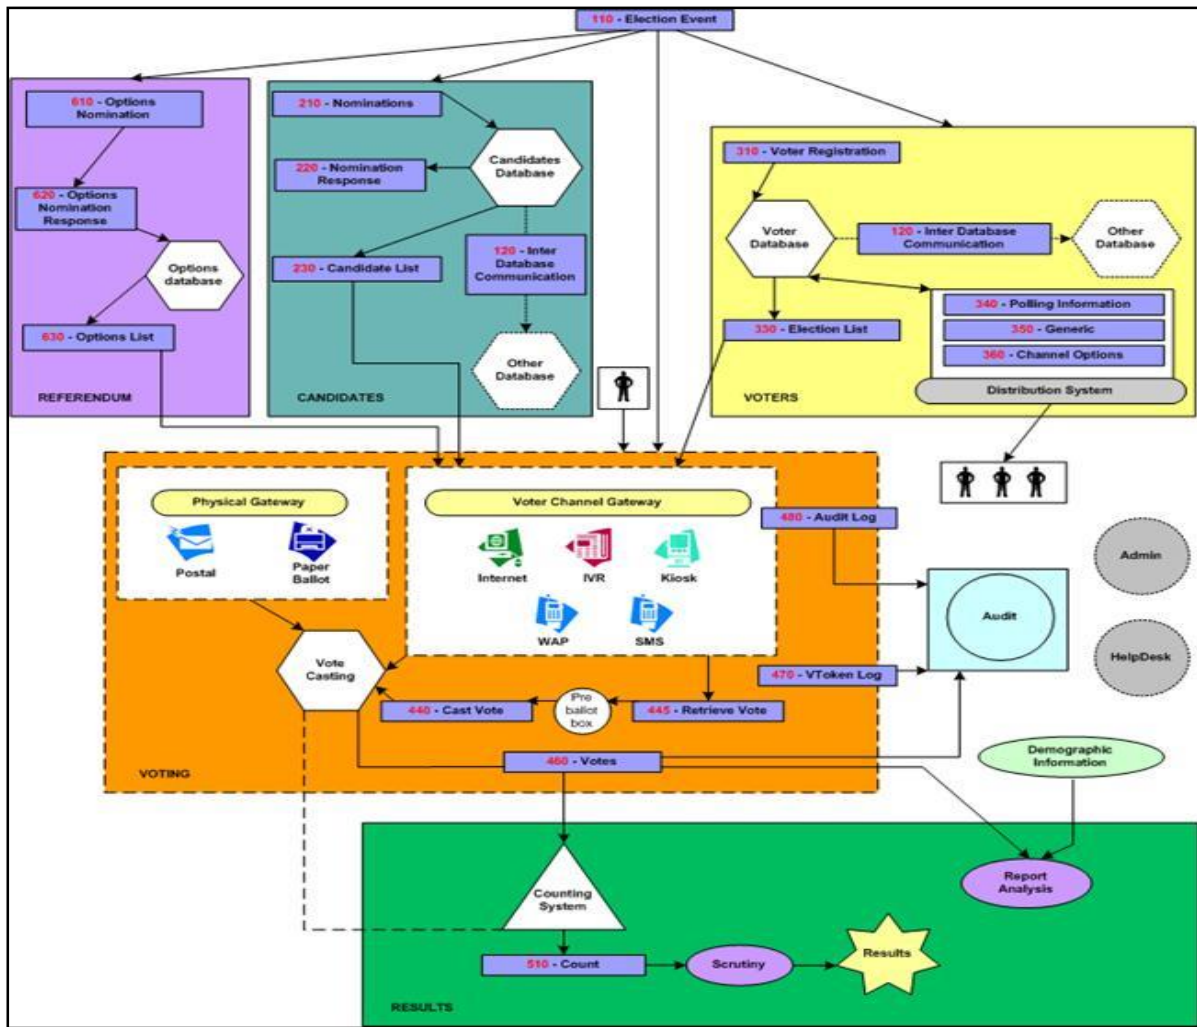 110 - Election Event
610 - Options
Nomination
620 - Options
Nomination
Response
Options
database
630 - Options List
REFERENDUM
210 - Nominations
220 - Nomination
Response
Candidates
Database
230 - Candidate List
120 - Inter
Database
Communication
Other
Database
CANDIDATES
310 - Voter Registration
Voter
Database
120 - Inter Database
Communication
Other
Database
330 - Election List
340 - Polling Information
350 - Generic
360 - Channel Options
Distribution System
VOTERS
Physical Gateway
Postal
Paper
Ballot
Voter Channel Gateway
Internet
IVR
Kiosk
WAP
SMS
480 - Audit Log
Admin
Audit
HelpDesk
Vote
Casting
470 - VToken Log
440 - Cast Vote
Pre
ballot
box
445 - Retrieve Vote
460 - Votes
VOTING
Demographic
Information
Counting
System
Report
Analysis
510 - Count
Scrutiny
Results
RESULTS